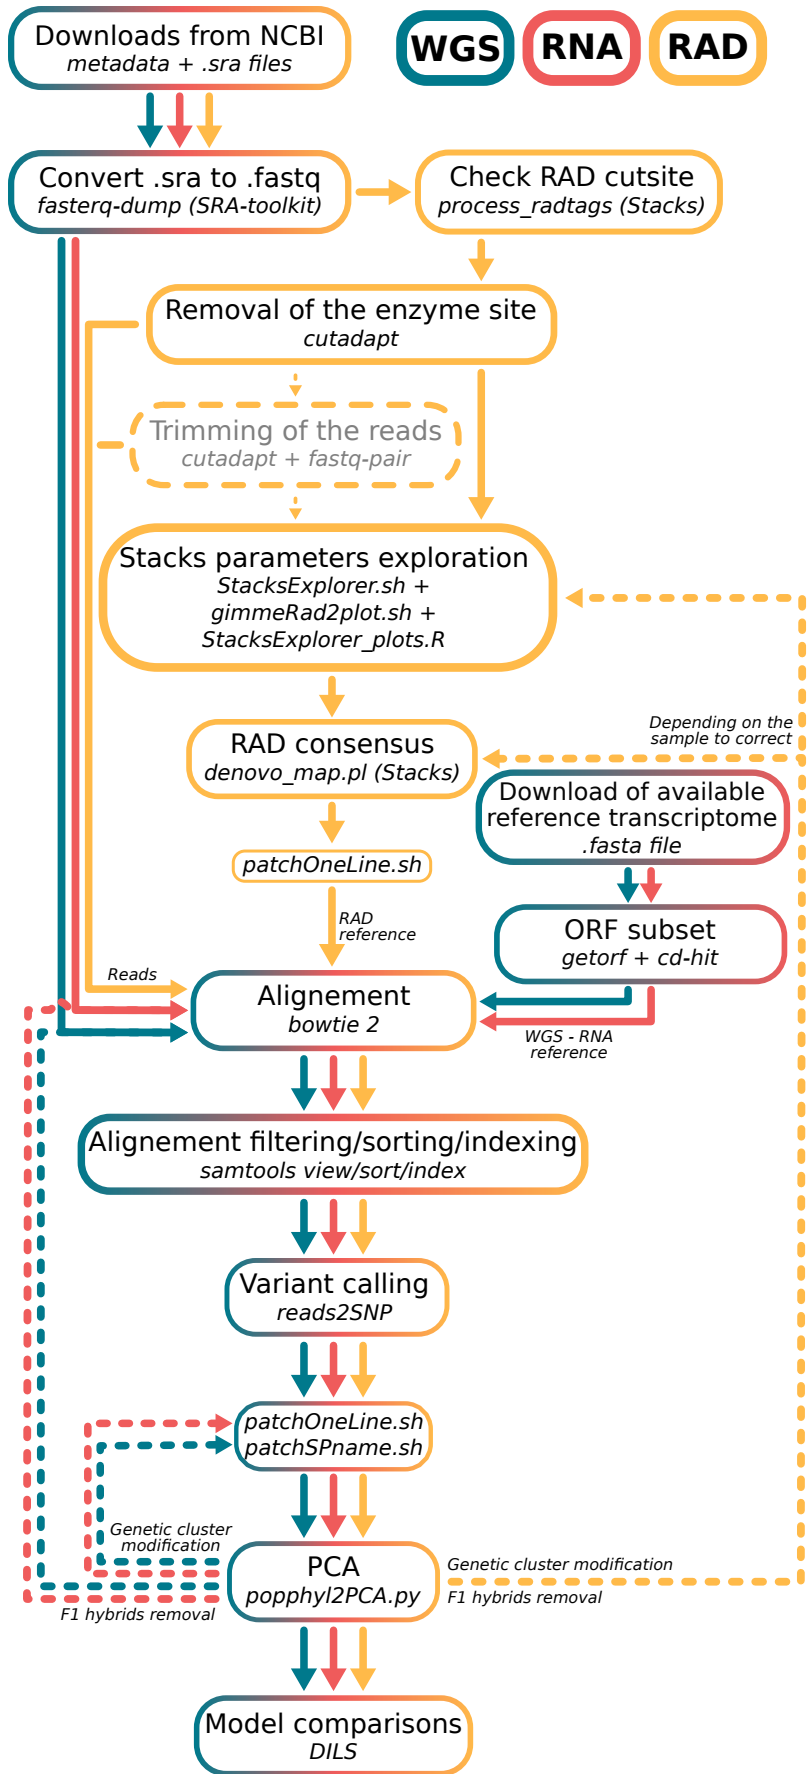 Downloads from NCBI
metadata + .sra files
WGS
RNA
RAD
Convert .sra to .fastq
fasterq-dump (SRA-toolkit)
Check RAD cutsite
process_radtags (Stacks)
Removal of the enzyme site
cutadapt
Trimming of the reads
cutadapt + fastq-pair
Stacks parameters exploration
StacksExplorer.sh +
gimmeRad2plot.sh +
StacksExplorer_plots.R
Depending on the
sample to correct
RAD consensus
denovo_map.pl (Stacks)
Download of available
reference transcriptome
.fasta file
patchOneLine.sh
RAD
reference
ORF subset
getorf + cd-hit
Reads
Alignement
bowtie 2
WGS - RNA
reference
Alignement filtering/sorting/indexing
samtools view/sort/index
Variant calling
reads2SNP
patchOneLine.sh
patchSPname.sh
Genetic cluster
modification
PCA
popphyl2PCA.py
Genetic cluster modification
F1 hybrids removal
F1 hybrids removal
Model comparisons
DILS